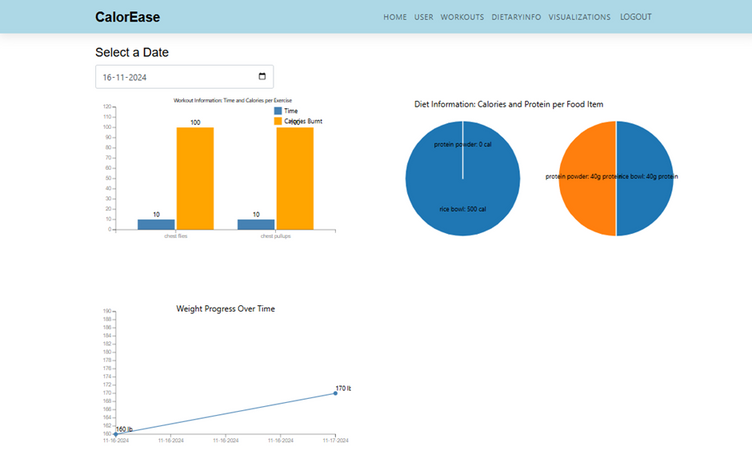 CalorEase
HOME USER WORKOUTS DIETARYINFO VISUALIZATIONS LOGOUT
Select a Date
16-11-2024
Workout Information: Time and Calories per Exercise
Time
Calories Burnt
120
110
100
90
80
70
60
50
40
30
20
10
0
10
100
10
100
chest flies
chest pullups
Diet Information: Calories and Protein per Food Item
protein powder: 0 cal
rice bowl: 500 cal
protein powder: 40g protein
rice bowl: 40g protein
Weight Progress Over Time
190
188
186
184
182
180
178
176
174
172
170
168
166
164
162
160
160 lb
170 lb
11-16-2024
11-16-2024
11-16-2024
11-16-2024
11-17-2024